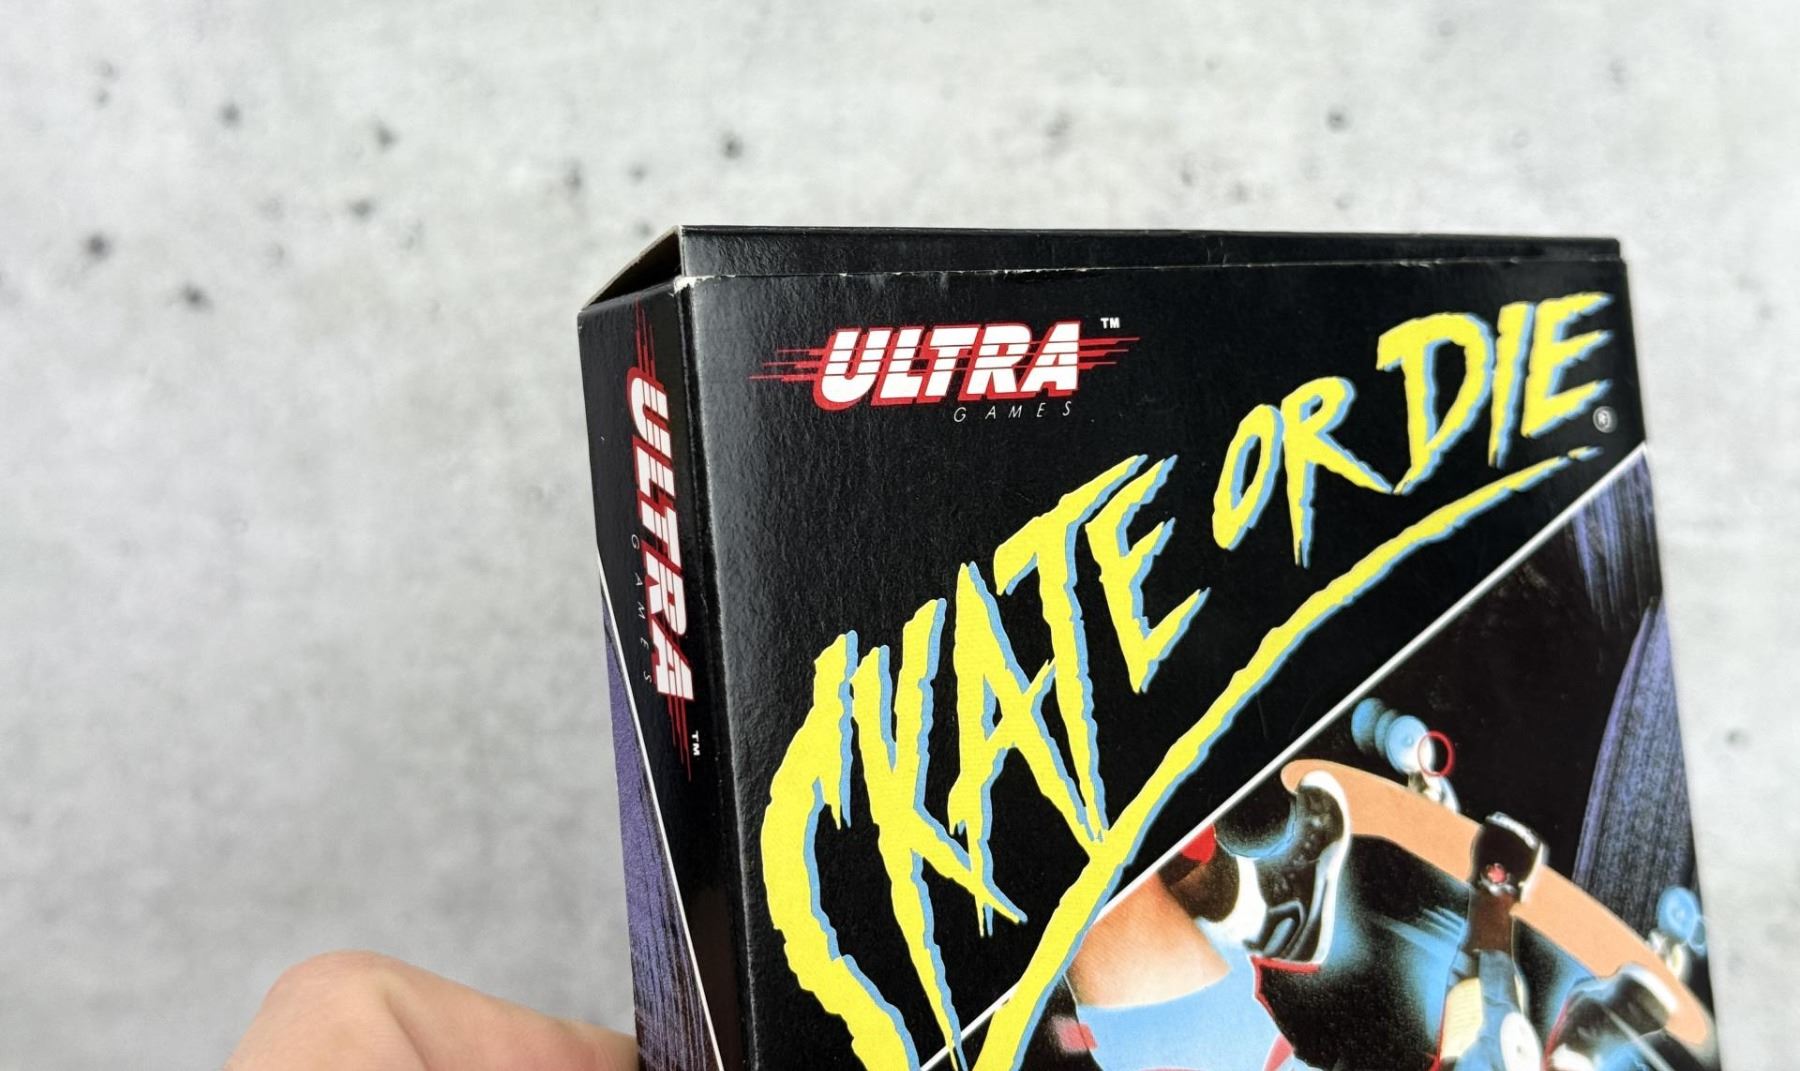 ULTRA™
GAMES
SKATE OR DIE®
ULTRA™
GAMES